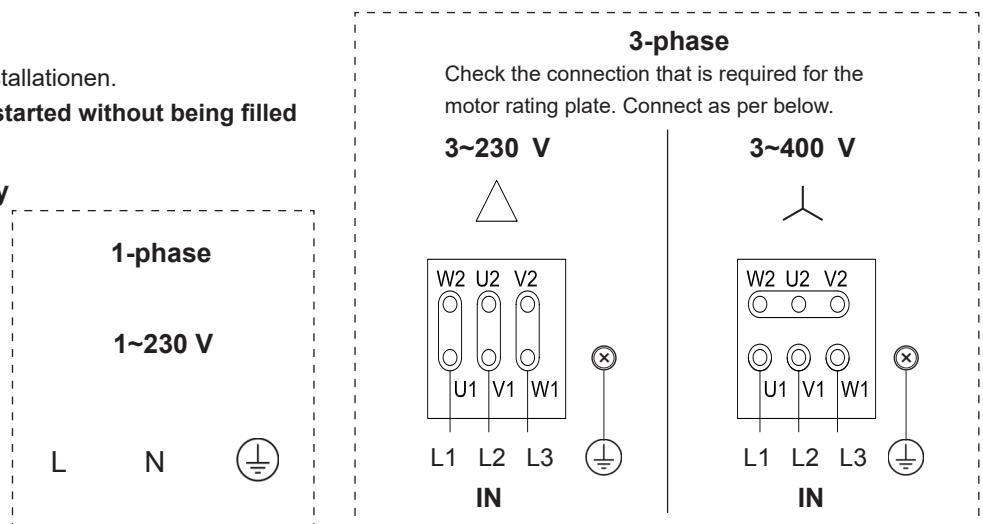 stallationen.
started without being filled
y
1-phase
1~230 V
L N
3-phase
Check the connection that is required for the
motor rating plate. Connect as per below.
3~230 V
W2 U2 V2
U1 V1 W1
L1 L2 L3
IN
3~400 V
W2 U2 V2
U1 V1 W1
L1 L2 L3
IN